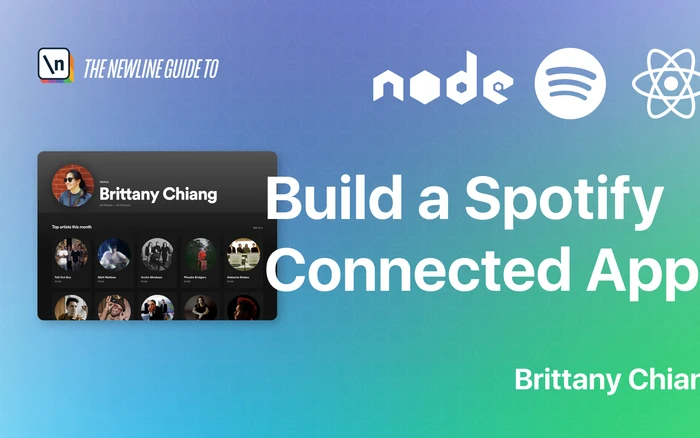 \n THE NEWLINE GUIDE TO
node
Brittany Chiang
Top artists this month
Build a Spotify
Connected App
Brittany Chian